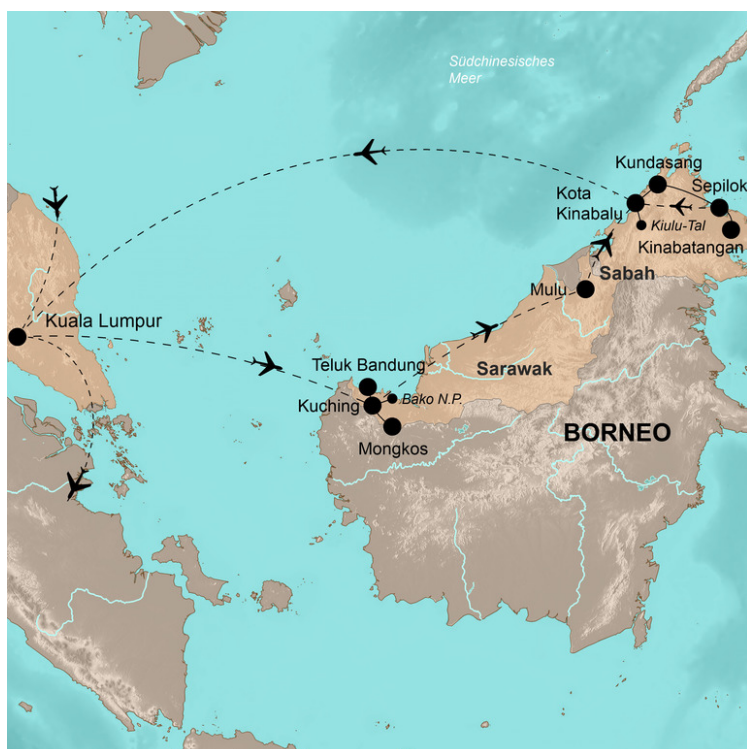 Südchinesisches
Meer
Kundasang
Sepilok
Kota
Kinabalu
Kiulu-Tal
Kinabatangan
Sabah
Mulu
Kuala Lumpur
Teluk Bandung
Sarawak
Bako N.P.
Kuching
Mongkos
BORNEO